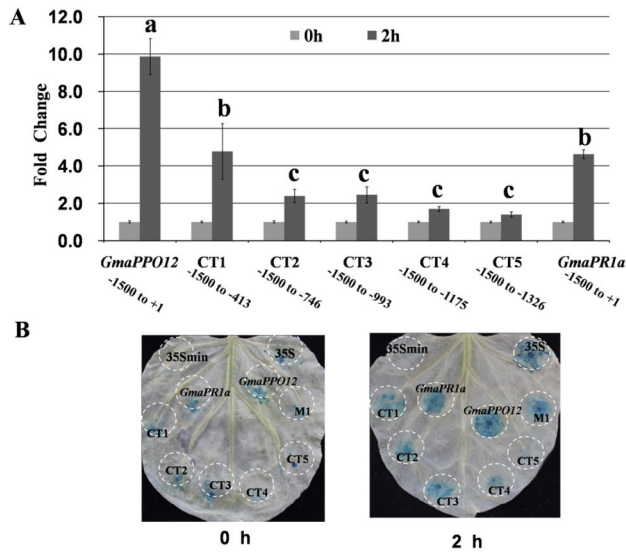 A
12.0
10.0
8.0
6.0
4.0
2.0
0.0
Fold Change
0h 2h
a
b
c
c
c
c
b
GmaPPO12 CT1 CT2 CT3 CT4 CT5 GmaPR1a
-1500 to +1 -1500 to -413 -1500 to -746 -1500 to -993 -1500 to -1175 -1500 to -1326 -1500 to +1
B
35Smin 35S
GmaPR1a GmaPPO12
CT1 M1
CT2 CT3 CT4 CT5
0 h
35Smin 35S
GmaPR1a
CT1 GmaPPO12 M1
CT2 CT5
CT3 CT4
2 h